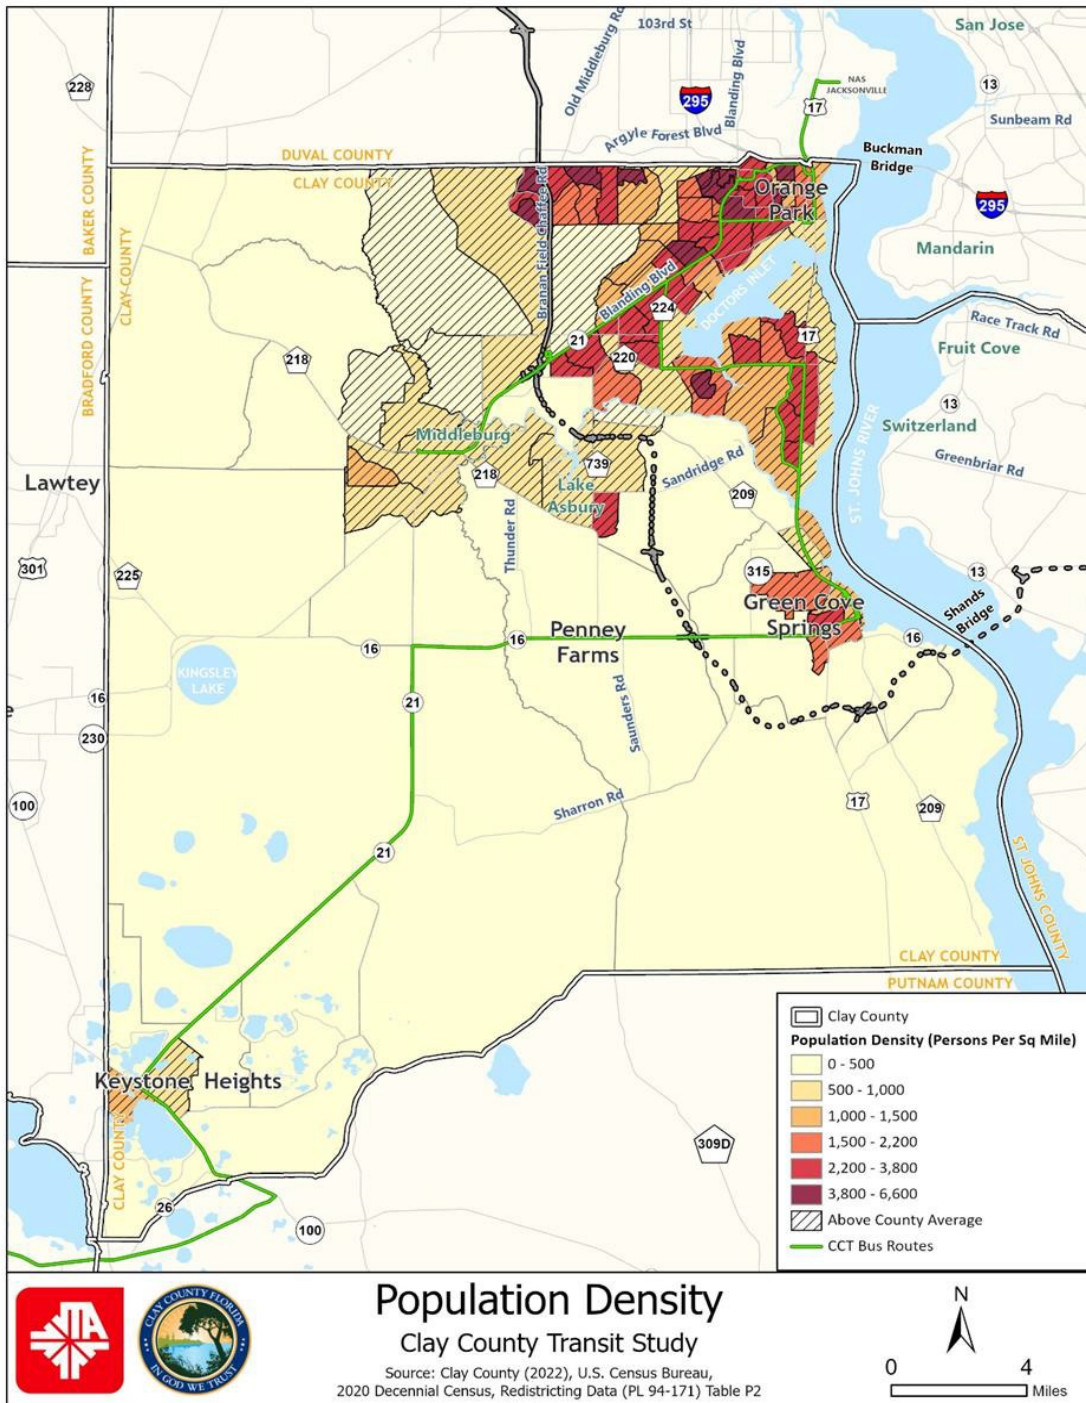 103rd St
Old Middleburg Rd
Blanding Blvd
San Jose
NAS
JACKSONVILLE
228
295
17
13
Sunbeam Rd
Argyle Forest Blvd
BAKER COUNTY
DUVAL COUNTY
CLAY COUNTY
Buckman
Bridge
Orange
Park
295
Mandarin
CLAY-COUNTY
BRADFORD COUNTY
Branan Field-Chaffee Rd
Blanding Blvd
DOCTORS INLET
224
Race Track Rd
21
17
Fruit Cove
218
220
13
Middleburg
Switzerland
Lawtey
218
739
Lake
Asbury
Sandridge Rd
209
ST. JOHNS RIVER
Greenbriar Rd
Thunder Rd
301
225
315
13
Green Cove
Springs
Shands
Bridge
16
16
Penney
Farms
16
KINGSLEY
LAKE
16
21
Saunders Rd
230
100
Sharron Rd
17
209
21
ST JOHNS COUNTY
CLAY COUNTY
PUTNAM COUNTY
Keystone Heights
CLAY COUNTY
309D
26
100
Clay County
Population Density (Persons Per Sq Mile)
0 - 500
500 - 1,000
1,000 - 1,500
1,500 - 2,200
2,200 - 3,800
3,800 - 6,600
Above County Average
CCT Bus Routes
JTA
CLAY COUNTY FLORIDA
IN GOD WE TRUST
Population Density
Clay County Transit Study
Source: Clay County (2022), U.S. Census Bureau,
2020 Decennial Census, Redistricting Data (PL 94-171) Table P2
N
0 4
Miles